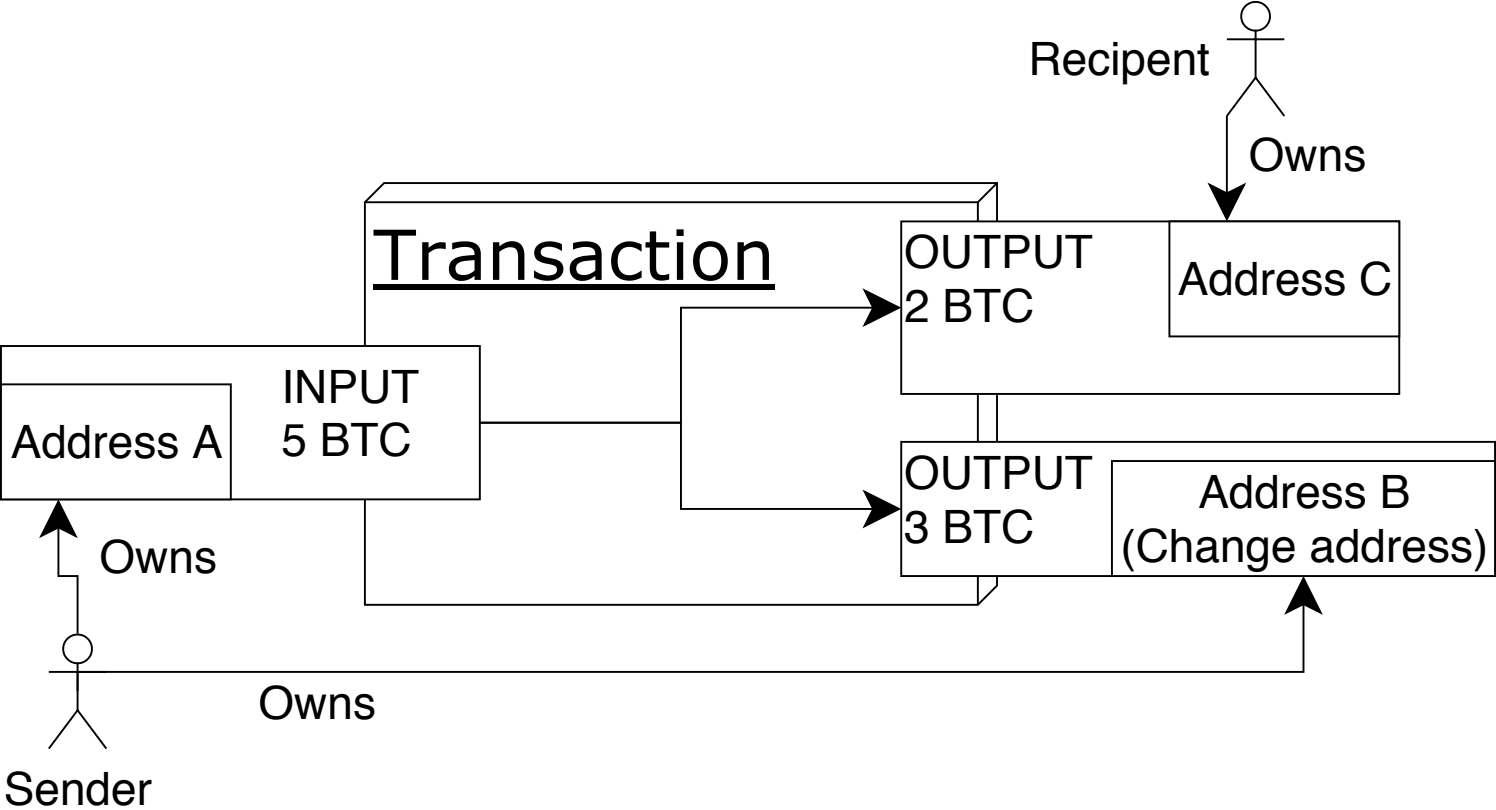 Recipent
Owns
Transaction
OUTPUT
2 BTC
Address C
INPUT
5 BTC
Address A
OUTPUT
3 BTC
Address B
(Change address)
Owns
Owns
Sender